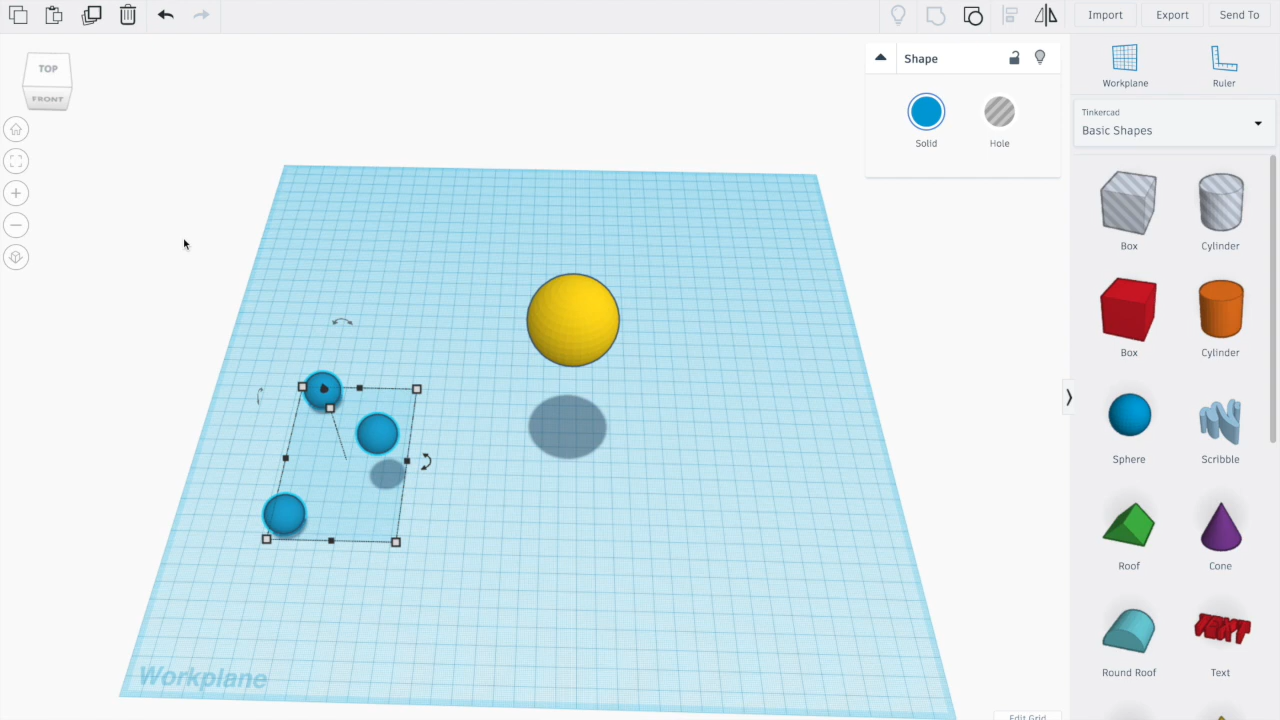 Import Export Send To
TOP
FRONT
Shape
Solid Hole
Workplane Ruler
Tinkercad
Basic Shapes
Box Cylinder
Box Cylinder
Sphere Scribble
Roof Cone
TEXT
Round Roof Text
Workplane
Edit Grid